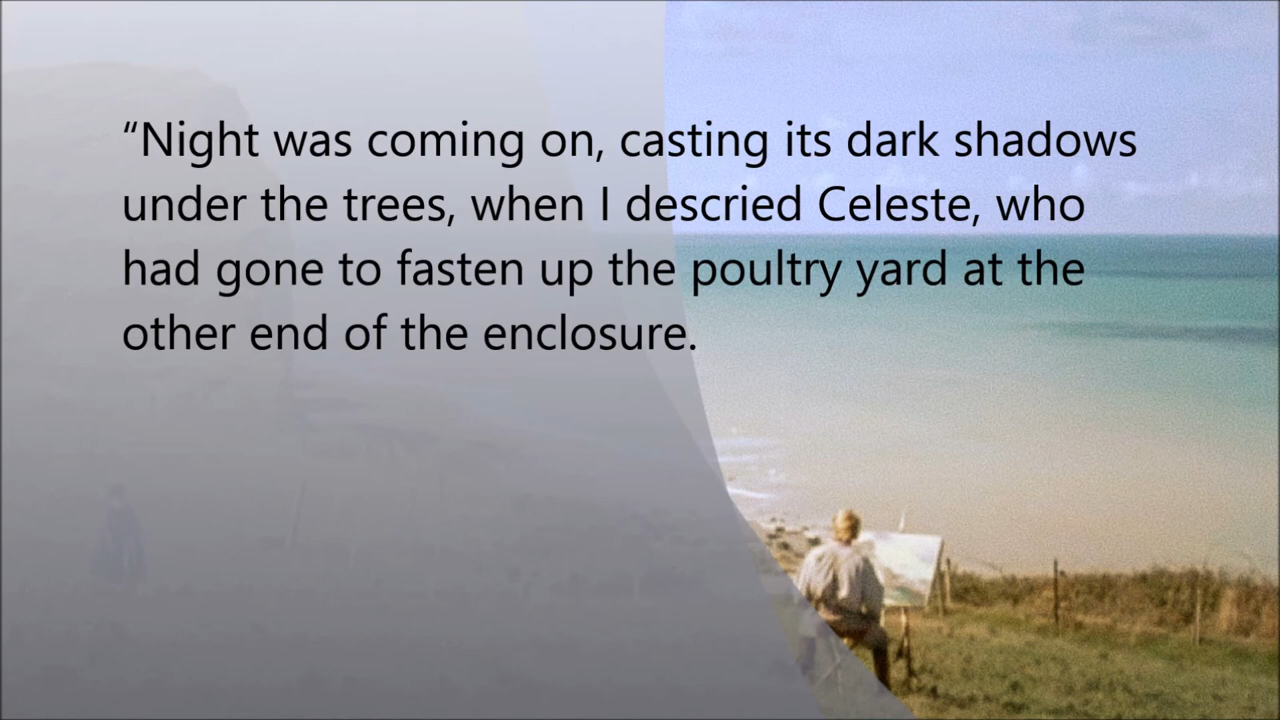 “Night was coming on, casting its dark shadows
under the trees, when I descried Celeste, who
had gone to fasten up the poultry yard at the
other end of the enclosure.